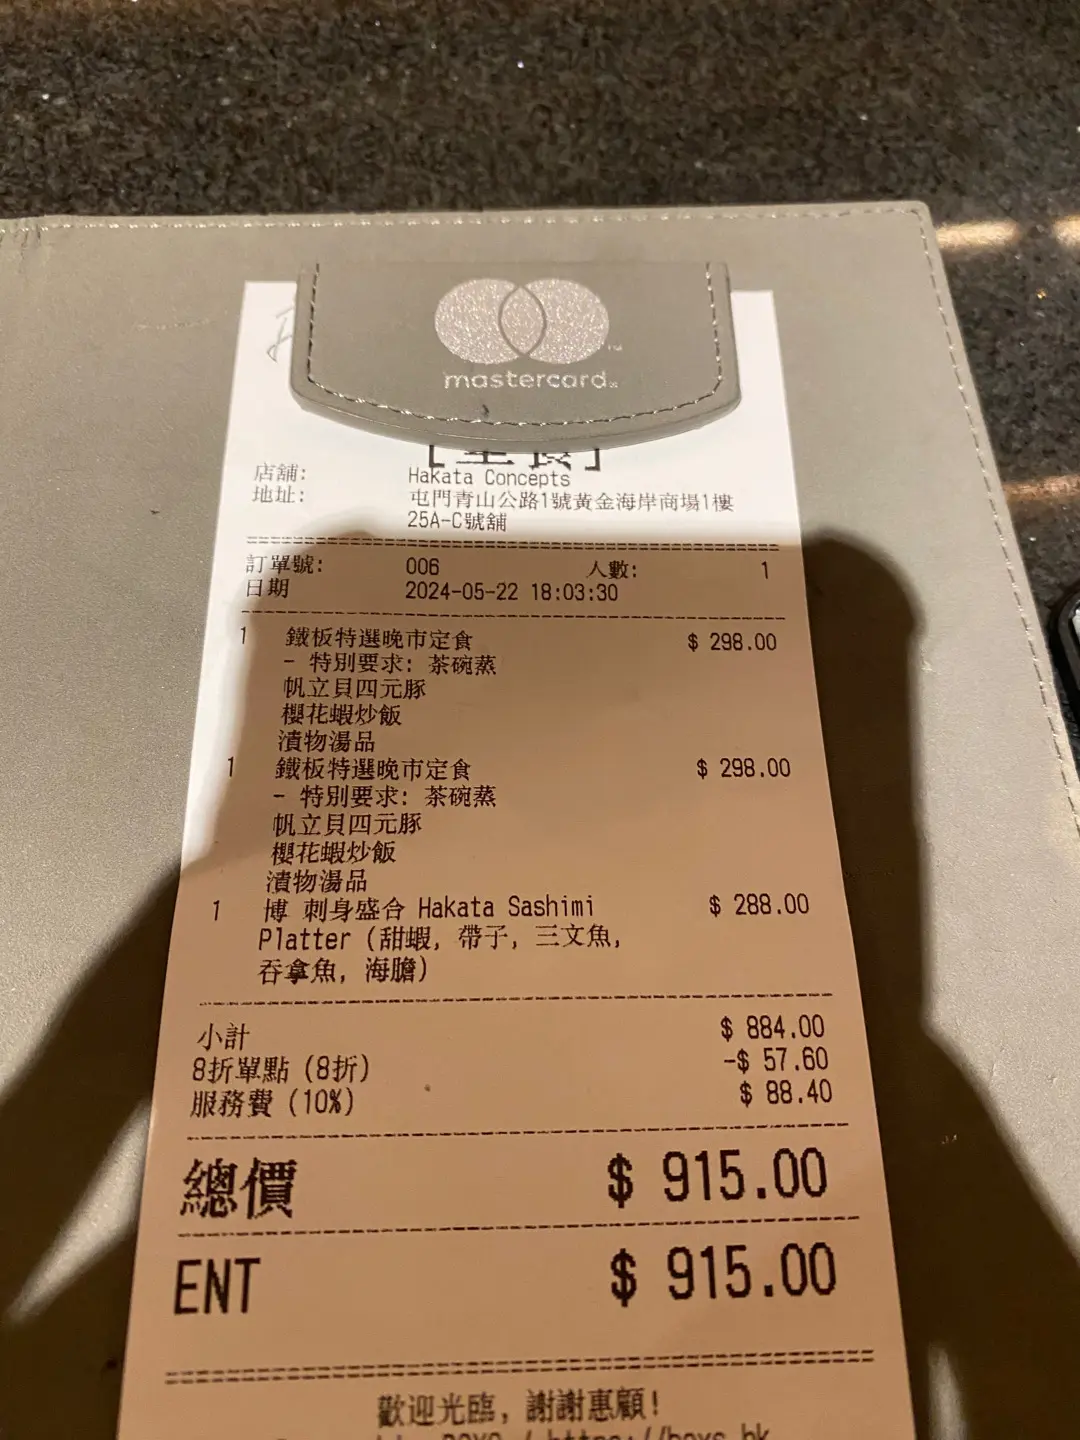 mastercard
店舖: Hakata Concepts
地址: 屯門青山公路1號黃金海岸商場1樓
25A-C號舖
訂單號: 006 人數: 1
日期 2024-05-22 18:03:30
1 鐵板特選晚市定食 $ 298.00
- 特別要求: 茶碗蒸
帆立貝四元豚
櫻花蝦炒飯
漬物湯品
1 鐵板特選晚市定食 $ 298.00
- 特別要求: 茶碗蒸
帆立貝四元豚
櫻花蝦炒飯
漬物湯品
1 博 刺身盛合 Hakata Sashimi $ 288.00
Platter (甜蝦, 帶子, 三文魚,
吞拿魚, 海膽)
小計 $ 884.00
8折單點 (8折) -$ 57.60
服務費 (10%) $ 88.40
總價 $ 915.00
ENT $ 915.00
歡迎光臨, 謝謝惠顧!